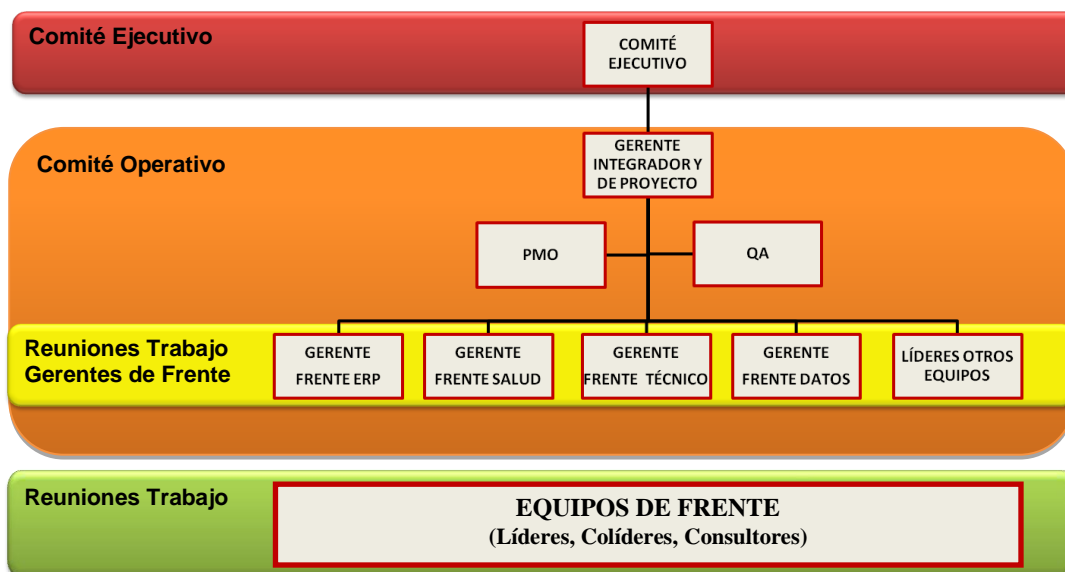 Comité Ejecutivo
COMITÉ
EJECUTIVO
Comité Operativo
GERENTE
INTEGRADOR Y
DE PROYECTO
PMO
QA
Reuniones Trabajo
Gerentes de Frente
GERENTE
FRENTE ERP
GERENTE
FRENTE SALUD
GERENTE
FRENTE TÉCNICO
GERENTE
FRENTE DATOS
LÍDERES OTROS
EQUIPOS
Reuniones Trabajo
EQUIPOS DE FRENTE
(Líderes, Colíderes, Consultores)